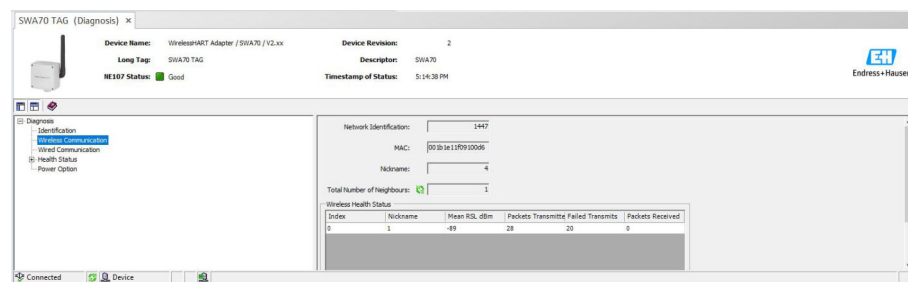 SWA70 TAG (Diagnosis) ×
Device Name: WirelessHART Adapter / SWA70 / V2.xx Device Revision: 2
Long Tag: SWA70 TAG Descriptor: SWA70
NE107 Status: Good Timestamp of Status: 5:14:38 PM
Endress+Hauser
Diagnosis
Identification
Wireless Communication
Wired Communication
Health Status
Power Option
Network Identification: 1447
MAC: 001b1e11f09100d6
Nickname: 4
Total Number of Neighbours: 1
Wireless Health Status
Index Nickname Mean RSL dBm Packets Transmitte Failed Transmits Packets Received
0 1 -89 28 20 0
Connected Device